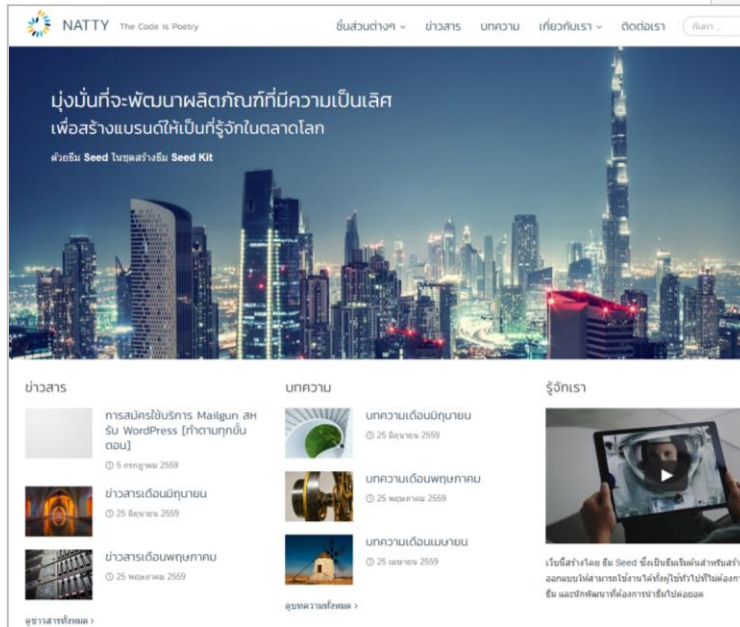 NATTY The Code is Poetry
ชิ้นส่วนต่างๆ
ข่าวสาร
บทความ
เกี่ยวกับเรา
ติดต่อเรา
ค้นหา ...
มุ่งมั่นที่จะพัฒนาผลิตภัณฑ์ที่มีความเป็นเลิศ
เพื่อสร้างแบรนด์ให้เป็นที่รู้จักในตลาดโลก
ด้วยธีม Seed ในชุดสร้างธีม Seed Kit
ข่าวสาร
การสมัครใช้บริการ Mailgun สห
รับ WordPress [ทำตามทุกขั้น
ตอน]
5 กรกฎาคม 2559
ข่าวสารเดือนมิถุนายน
25 มิถุนายน 2559
ข่าวสารเดือนพฤษภาคม
25 พฤษภาคม 2559
ดูข่าวสารทั้งหมด >
บทความ
บทความเดือนมิถุนายน
25 มิถุนายน 2559
บทความเดือนพฤษภาคม
25 พฤษภาคม 2559
บทความเดือนเมษายน
25 เมษายน 2559
ดูบทความทั้งหมด >
รู้จักเรา
เว็บนี้สร้างโดย ธีม Seed ซึ่งเป็นธีมเริ่มต้นสำหรับสร้า
ออกแบบให้สามารถใช้งานได้ทั้งผู้ใช้ทั่วไปที่ไม่ต้องกา
ธีม และนักพัฒนาที่ต้องการนำธีมไปต่อยอด